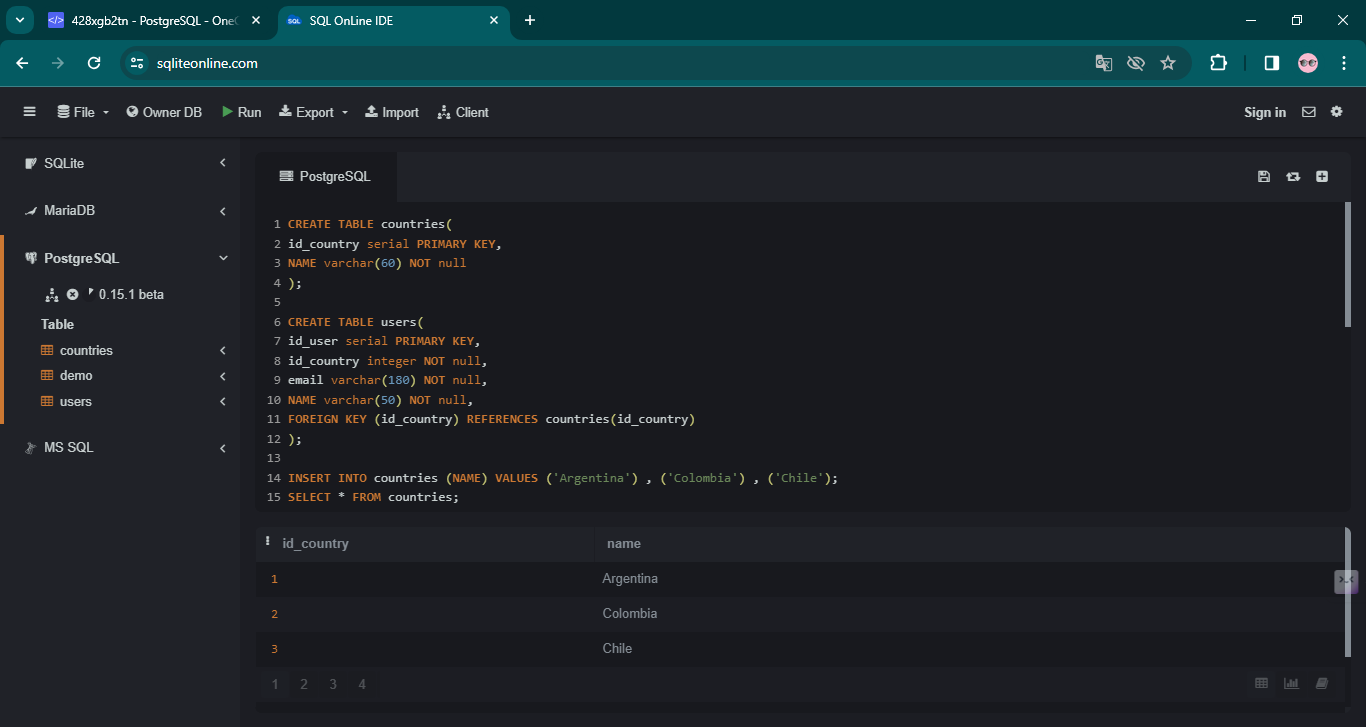 428xgb2tn - PostgreSQL - One
SQL OnLine IDE
sqliteonline.com
File
Owner DB
Run
Export
Import
Client
Sign in
SQLite
MariaDB
PostgreSQL
0.15.1 beta
Table
countries
demo
users
MS SQL
PostgreSQL
1 CREATE TABLE countries(
2 id_country serial PRIMARY KEY,
3 NAME varchar(60) NOT null
4 );
5
6 CREATE TABLE users(
7 id_user serial PRIMARY KEY,
8 id_country integer NOT null,
9 email varchar(180) NOT null,
10 NAME varchar(50) NOT null,
11 FOREIGN KEY (id_country) REFERENCES countries(id_country)
12 );
13
14 INSERT INTO countries (NAME) VALUES ('Argentina') , ('Colombia') , ('Chile');
15 SELECT * FROM countries;
id_country name
1 Argentina
2 Colombia
3 Chile
1 2 3 4